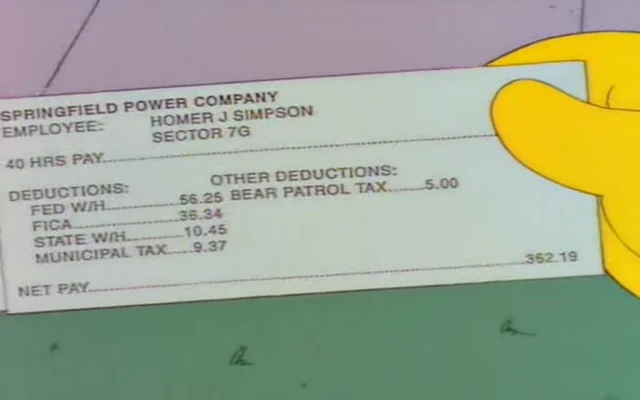 SPRINGFIELD POWER COMPANY
EMPLOYEE: HOMER J SIMPSON
SECTOR 7G
40 HRS PAY
DEDUCTIONS: OTHER DEDUCTIONS:
FED W/H 56.25 BEAR PATROL TAX 5.00
FICA 36.34
STATE W/H 10.45
MUNICIPAL TAX 9.37
NET PAY 362.19